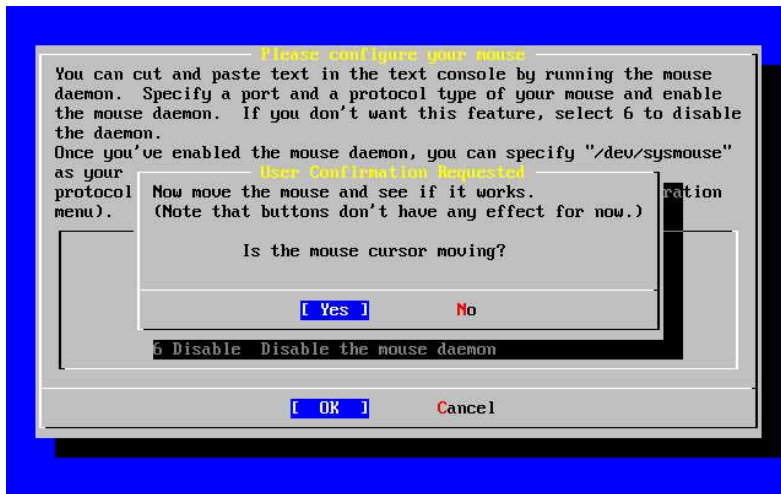 Please configure your mouse
You can cut and paste text in the text console by running the mouse
daemon.  Specify a port and a protocol type of your mouse and enable
the mouse daemon.  If you don't want this feature, select 6 to disable
the daemon.
Once you've enabled the mouse daemon, you can specify "/dev/sysmouse"
as your
protocol ration
menu).
User Confirmation Requested
Now move the mouse and see if it works.
(Note that buttons don't have any effect for now.)
Is the mouse cursor moving?
[ Yes ] No
6 Disable  Disable the mouse daemon
[ OK ] Cancel